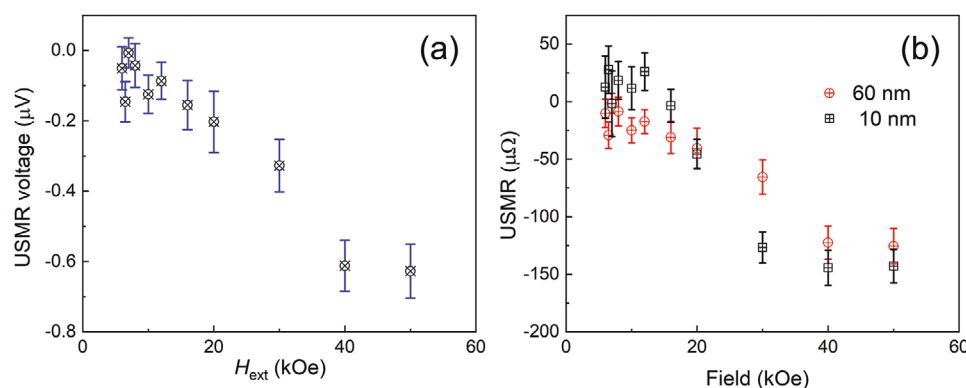 (a)
USMR voltage (μV)
0.0
-0.2
-0.4
-0.6
-0.8
0
20
40
60
Hext (kOe)
(b)
60 nm
10 nm
USMR (μΩ)
50
0
-50
-100
-150
-200
0
20
40
60
Field (kOe)